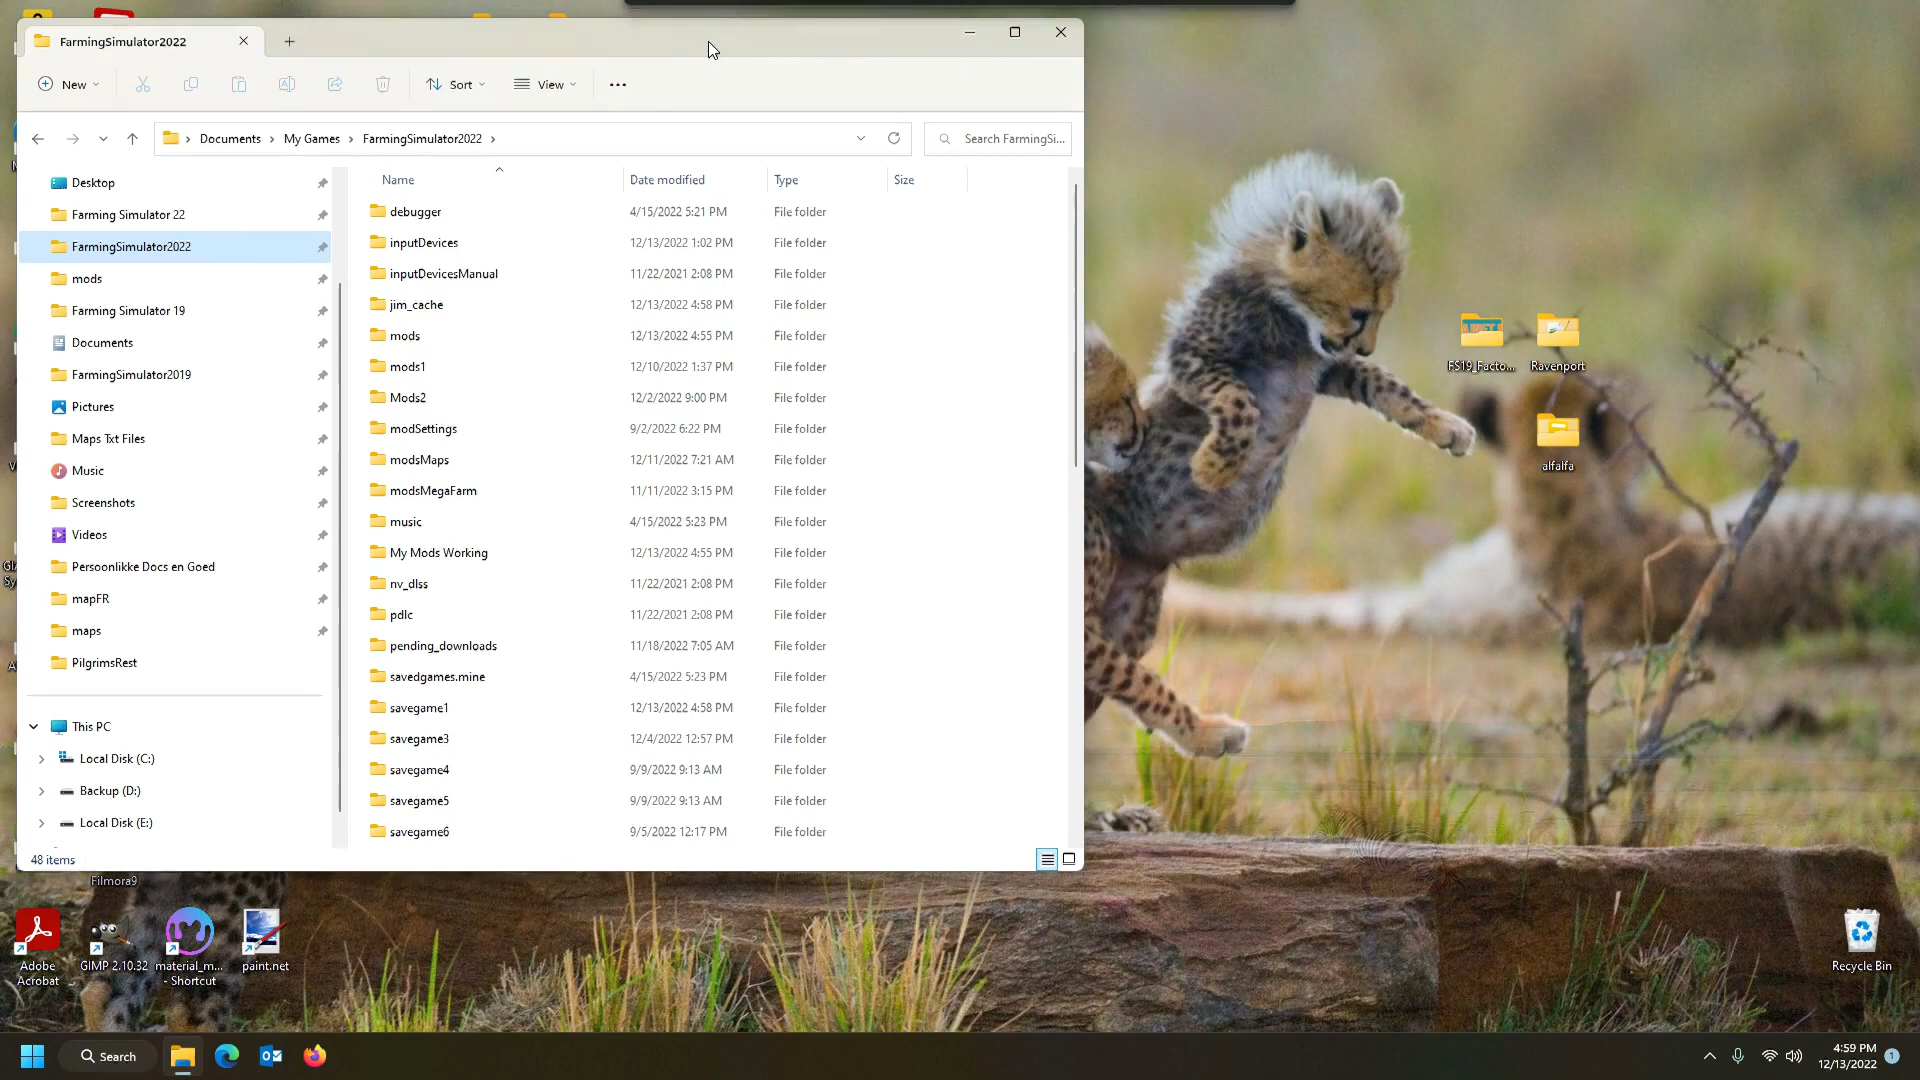 FarmingSimulator2022
New
Sort
View
Documents
My Games
FarmingSimulator2022
Search FarmingSi...
Desktop
Farming Simulator 22
FarmingSimulator2022
mods
Farming Simulator 19
Documents
FarmingSimulator2019
Pictures
Maps Txt Files
Music
Screenshots
Videos
Persoonlikke Docs en Goed
mapFR
maps
PilgrimsRest
This PC
Local Disk (C:)
Backup (D:)
Local Disk (E:)
Name Date modified Type Size
debugger 4/15/2022 5:21 PM File folder
inputDevices 12/13/2022 1:02 PM File folder
inputDevicesManual 11/22/2021 2:08 PM File folder
jim_cache 12/13/2022 4:58 PM File folder
mods 12/13/2022 4:55 PM File folder
mods1 12/10/2022 1:37 PM File folder
Mods2 12/2/2022 9:00 PM File folder
modSettings 9/2/2022 6:22 PM File folder
modsMaps 12/11/2022 7:21 AM File folder
modsMegaFarm 11/11/2022 3:15 PM File folder
music 4/15/2022 5:23 PM File folder
My Mods Working 12/13/2022 4:55 PM File folder
nv_dlss 11/22/2021 2:08 PM File folder
pdlc 11/22/2021 2:08 PM File folder
pending_downloads 11/18/2022 7:05 AM File folder
savedgames.mine 4/15/2022 5:23 PM File folder
savegame1 12/13/2022 4:58 PM File folder
savegame3 12/4/2022 12:57 PM File folder
savegame4 9/9/2022 9:13 AM File folder
savegame5 9/9/2022 9:13 AM File folder
savegame6 9/5/2022 12:17 PM File folder
48 items
FS19_Facto...
Ravenport
alfalfa
Filmora9
Adobe
Acrobat
GIMP 2.10.32
material_m...
- Shortcut
paint.net
Recycle Bin
Search
4:59 PM
12/13/2022
1